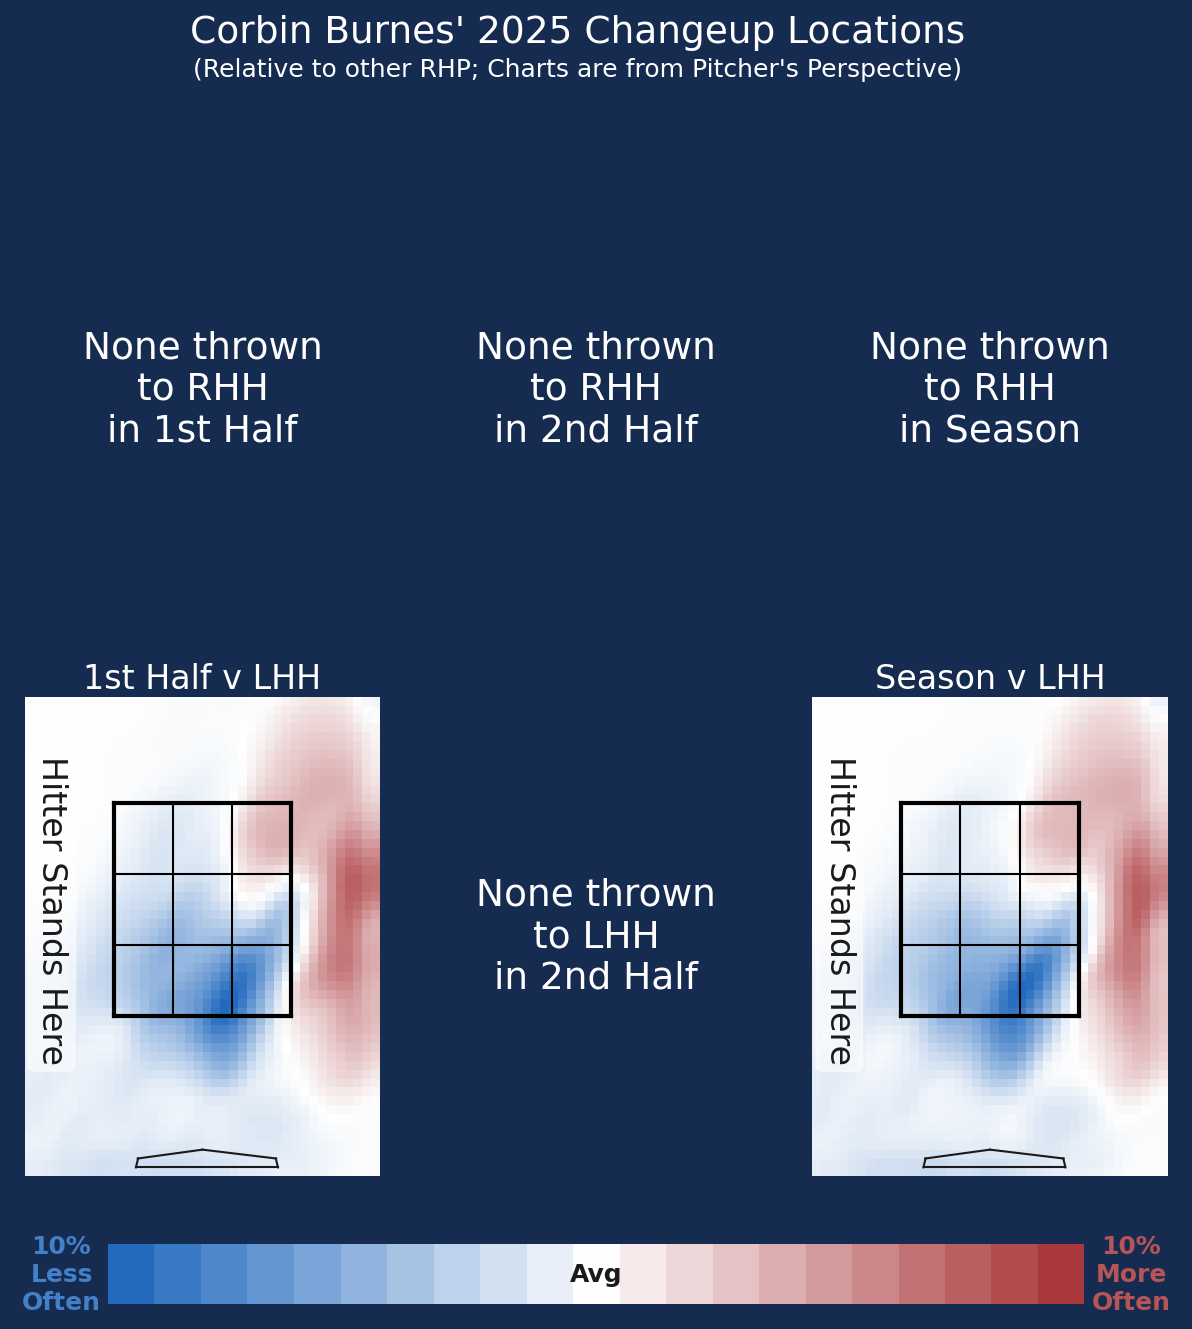 Corbin Burnes' 2025 Changeup Locations
(Relative to other RHP; Charts are from Pitcher's Perspective)
None thrown
to RHH
in 1st Half
None thrown
to RHH
in 2nd Half
None thrown
to RHH
in Season
1st Half v LHH
Hitter Stands Here
None thrown
to LHH
in 2nd Half
Season v LHH
Hitter Stands Here
10%
Less
Often
Avg
10%
More
Often